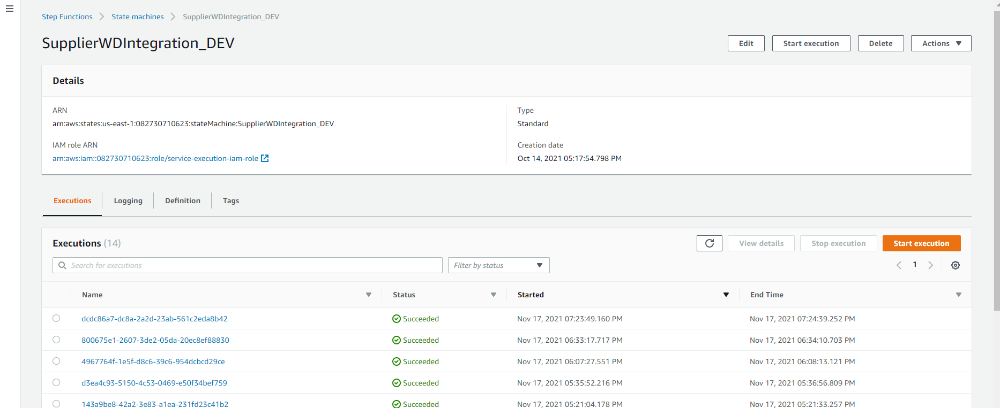 Step Functions > State machines > SupplierWDIntegration_DEV
SupplierWDIntegration_DEV
Edit Start execution Delete Actions
Details
ARN
arn:aws:states:us-east-1:082730710623:stateMachine:SupplierWDIntegration_DEV
IAM role ARN
arn:aws:iam::082730710623:role/service-execution-iam-role
Type
Standard
Creation date
Oct 14, 2021 05:17:54.798 PM
Executions Logging Definition Tags
Executions (14)
View details Stop execution Start execution
Search for executions Filter by status 1
Name Status Started End Time
dcdc86a7-dc8a-2a2d-23ab-561c2eda8b42 Succeeded Nov 17, 2021 07:23:49.160 PM Nov 17, 2021 07:24:39.252 PM
800675e1-2607-3de2-05da-20ec8ef88830 Succeeded Nov 17, 2021 06:33:17.717 PM Nov 17, 2021 06:34:10.703 PM
4967764f-1e5f-d8c6-39c6-954dcbcd29ce Succeeded Nov 17, 2021 06:07:27.551 PM Nov 17, 2021 06:08:13.121 PM
d3ea4c93-5150-4c53-0469-e50f34bef759 Succeeded Nov 17, 2021 05:35:52.216 PM Nov 17, 2021 05:36:56.809 PM
143a9be8-42a2-3e83-a1ea-231fd23c41b2 Succeeded Nov 17, 2021 05:21:04.178 PM Nov 17, 2021 05:21:33.257 PM